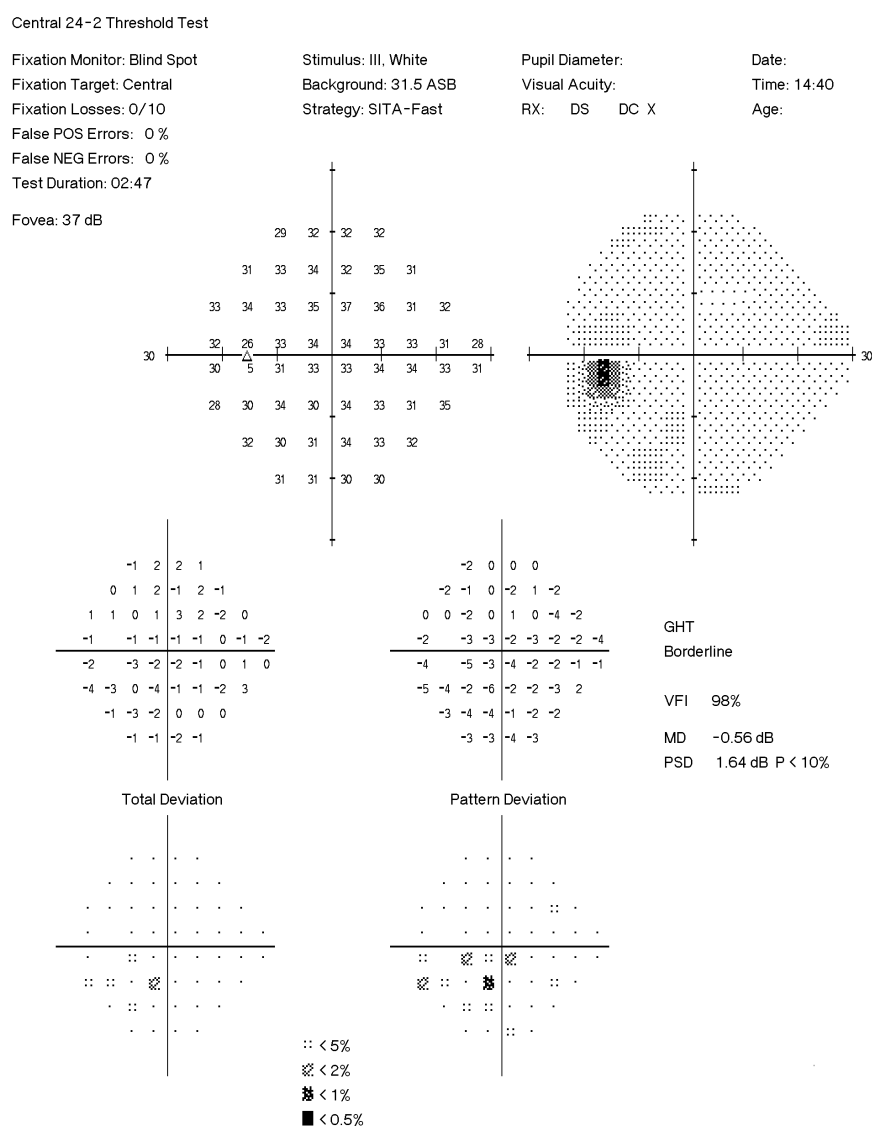 Central 24-2 Threshold Test
Fixation Monitor: Blind Spot Stimulus: III, White Pupil Diameter: Date:
Fixation Target: Central Background: 31.5 ASB Visual Acuity: Time: 14:40
Fixation Losses: 0/10 Strategy: SITA-Fast RX: DS DC X Age:
False POS Errors: 0 %
False NEG Errors: 0 %
Test Duration: 02:47
Fovea: 37 dB
29 32 32 32
31 33 34 32 35 31
33 34 33 35 37 36 31 32
32 26 33 34 34 33 33 31 28
30 30
30 5 31 33 33 34 34 33 31
28 30 34 30 34 33 31 35
32 30 31 34 33 32
31 31 30 30
-1 2 2 1 -2 0 0 0
0 1 2 -1 2 -1 -2 -1 0 -2 1 -2
1 1 0 1 3 2 -2 0 0 0 -2 0 1 0 -4 -2
GHT
-1 -1 -1 -1 -1 0 -1 -2 -2 -3 -3 -2 -3 -2 -2 -4
Borderline
-2 -3 -2 -2 -1 0 1 0 -4 -5 -3 -4 -2 -2 -1 -1
-4 -3 0 -4 -1 -1 -2 3 -5 -4 -2 -6 -2 -2 -3 2
VFI 98%
-1 -3 -2 0 0 0 -3 -4 -4 -1 -2 -2
-1 -1 -2 -1 -3 -3 -4 -3
MD -0.56 dB
PSD 1.64 dB P < 10%
Total Deviation Pattern Deviation
< 5%
< 2%
< 1%
< 0.5%